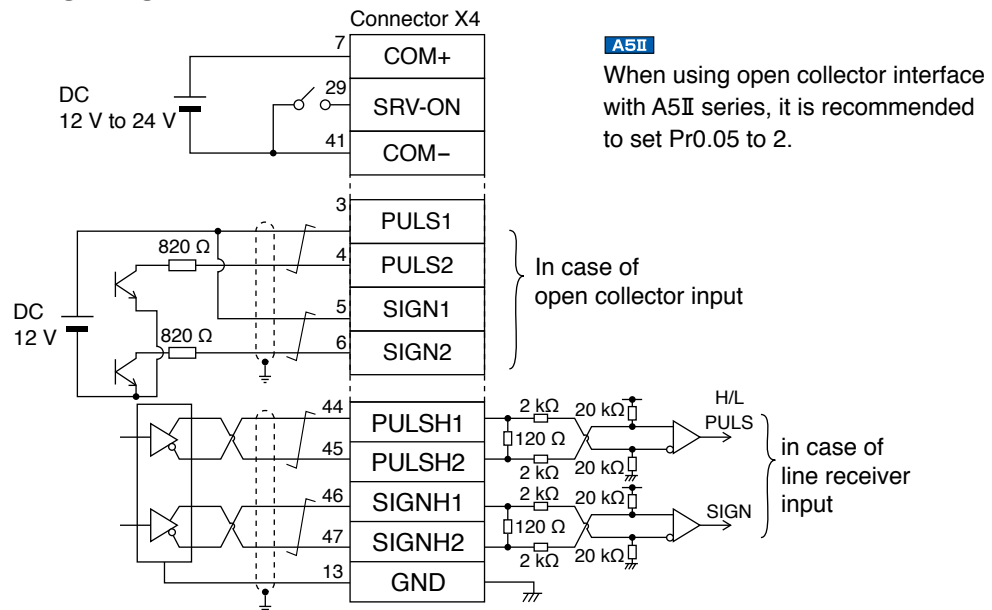 Connector X4
7
COM+
DC
12 V to 24 V
29
SRV-ON
41
COM−
A5II
When using open collector interface
with A5II series, it is recommended
to set Pr0.05 to 2.
3
PULS1
820 Ω
4
PULS2
5
SIGN1
DC
12 V
820 Ω
6
SIGN2
In case of
open collector input
44
PULSH1
45
PULSH2
46
SIGNH1
47
SIGNH2
13
GND
2 kΩ
20 kΩ
H/L
PULS
120 Ω
2 kΩ
20 kΩ
2 kΩ
20 kΩ
SIGN
120 Ω
2 kΩ
20 kΩ
in case of
line receiver
input